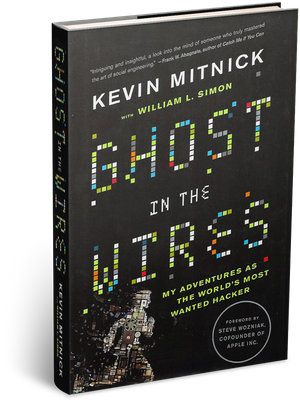 "Intriguing and insightful, a look into the mind of someone who truly mastered
the art of social engineering." —Frank W. Abagnale, author of Catch Me If You Can
KEVIN MITNICK
WITH WILLIAM L. SIMON
GHOST
IN THE
WIRES
MY ADVENTURES AS
THE WORLD'S MOST
WANTED HACKER
FOREWORD BY
STEVE WOZNIAK,
COFOUNDER OF
APPLE INC.
GHOST IN THE WIRES
KEVIN MITNICK